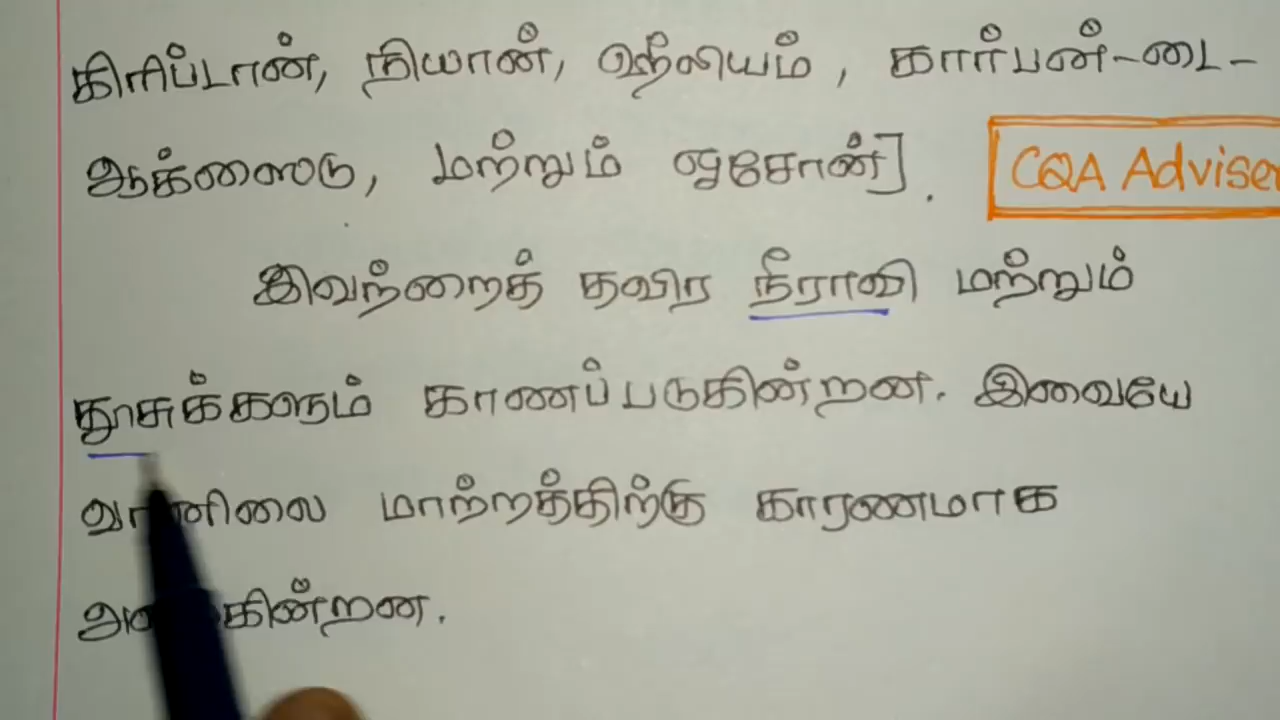 கிரிப்டான், நியான், ஹீலியம், கார்பன்-டை-
ஆக்ஸைடு, மற்றும் ஓசோன்].
CQA Adviser
இவற்றைத் தவிர நீராவி மற்றும்
தூசுக்களும் காணப்படுகின்றன. இவையே
மாற்றத்திற்கு காரணமாக